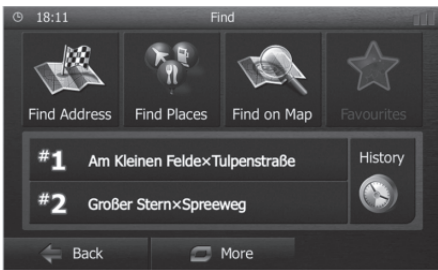 18:11 Find
Find Address Find Places Find on Map Favourites
#1 Am Kleinen Felde×Tulpenstraße History
#2 Großer Stern×Spreeweg
Back More